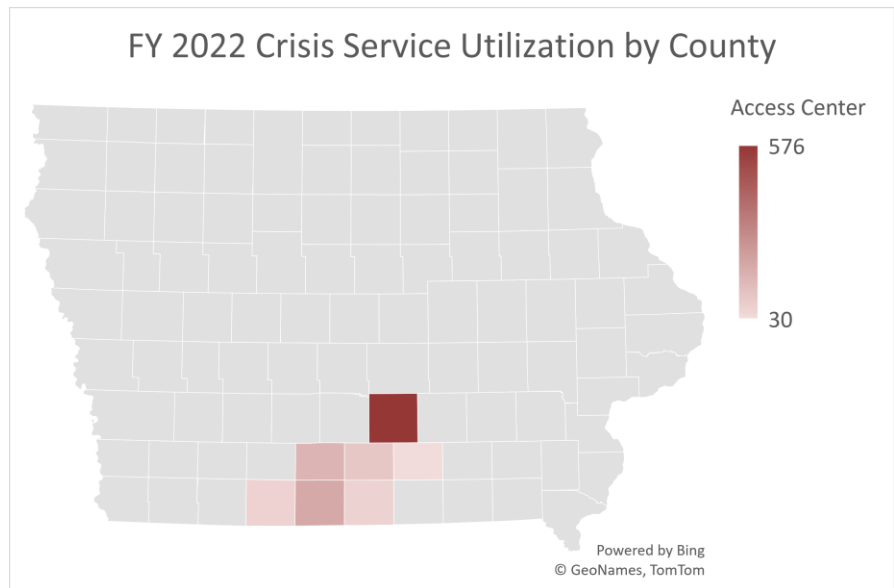 FY 2022 Crisis Service Utilization by County
Access Center
576
30
Powered by Bing
© GeoNames, TomTom